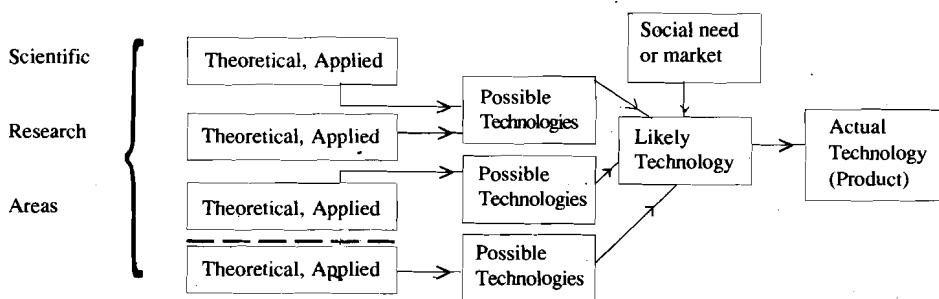 Scientific
Research
Areas
Theoretical, Applied
Theoretical, Applied
Theoretical, Applied
Theoretical, Applied
Possible
Technologies
Possible
Technologies
Possible
Technologies
Social need
or market
Likely
Technology
Actual
Technology
(Product)